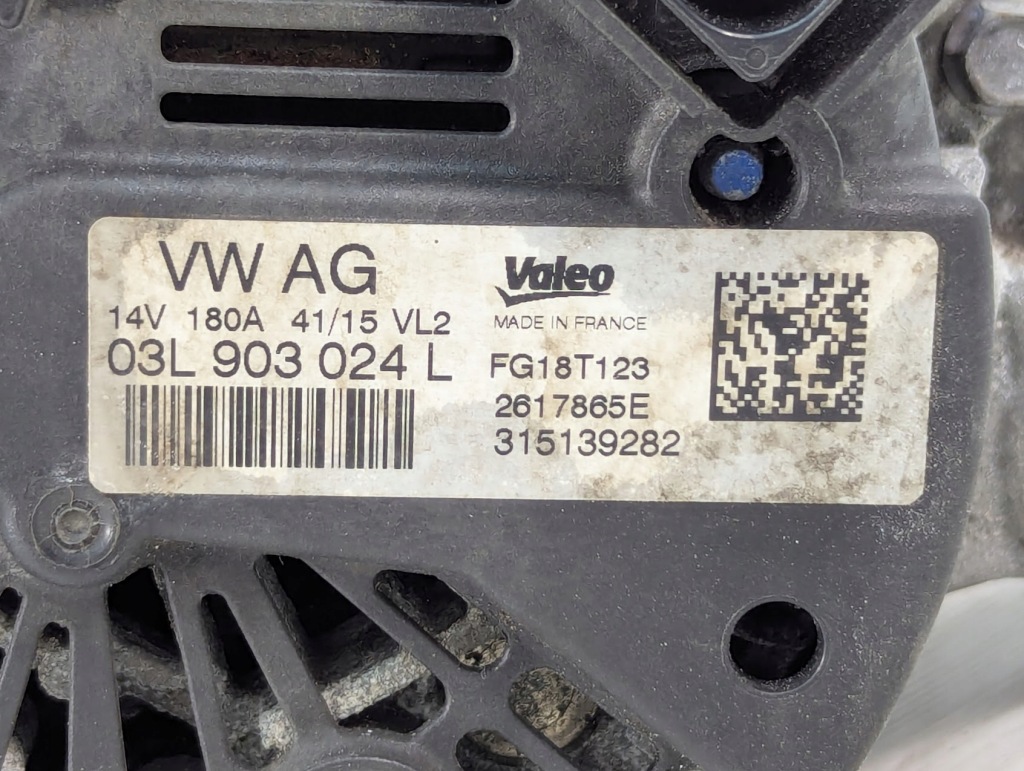 VW AG
14V 180A 41/15 VL2
03L 903 024 L
Valeo
MADE IN FRANCE
FG18T123
2617865E
315139282